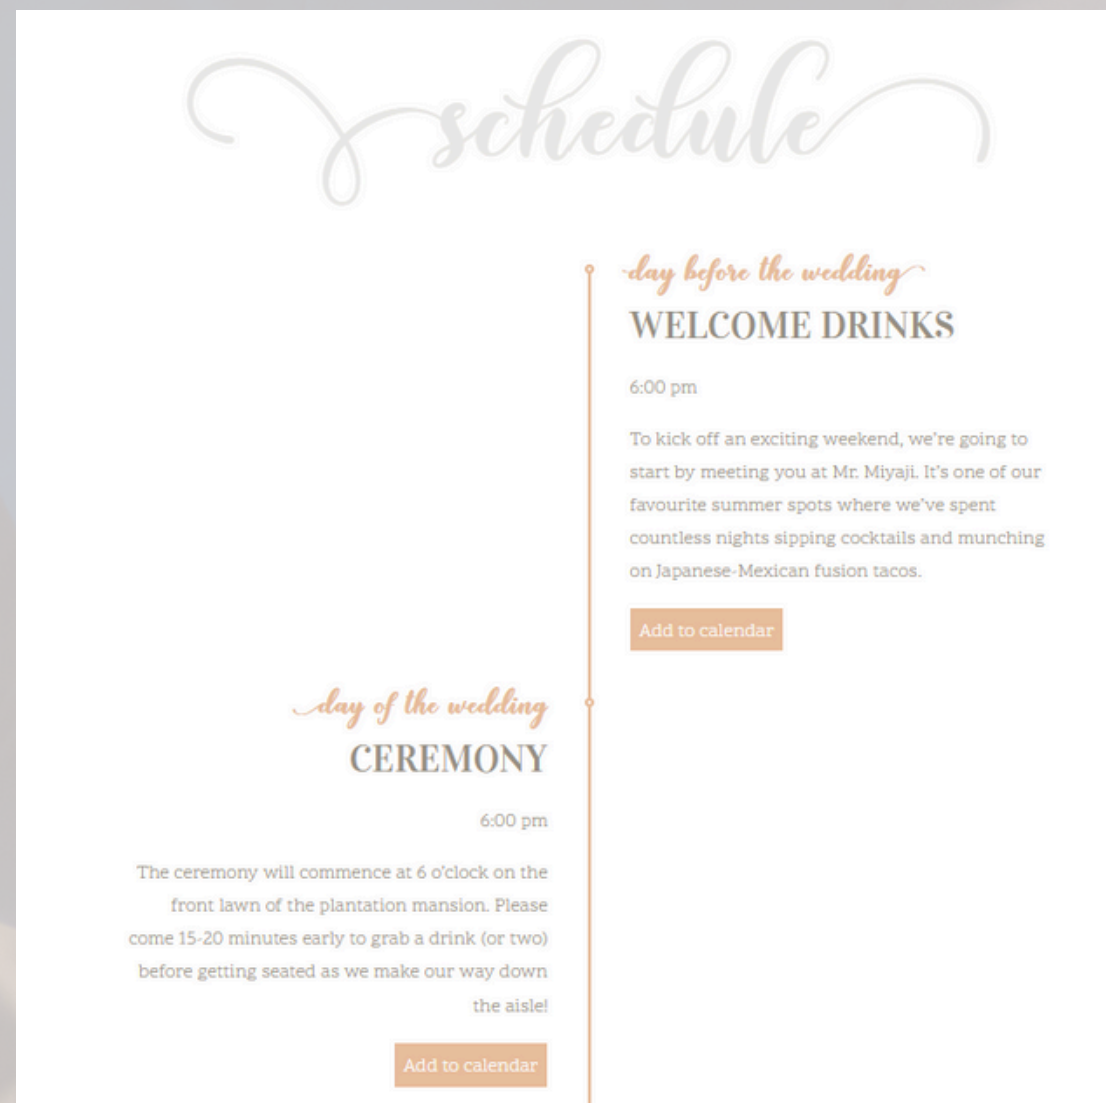 schedule
day before the wedding
WELCOME DRINKS
6:00 pm
To kick off an exciting weekend, we're going to
start by meeting you at Mr. Miyaji. It's one of our
favourite summer spots where we've spent
countless nights sipping cocktails and munching
on Japanese-Mexican fusion tacos.
Add to calendar
day of the wedding
CEREMONY
6:00 pm
The ceremony will commence at 6 o'clock on the
front lawn of the plantation mansion. Please
come 15-20 minutes early to grab a drink (or two)
before getting seated as we make our way down
the aisle!
Add to calendar